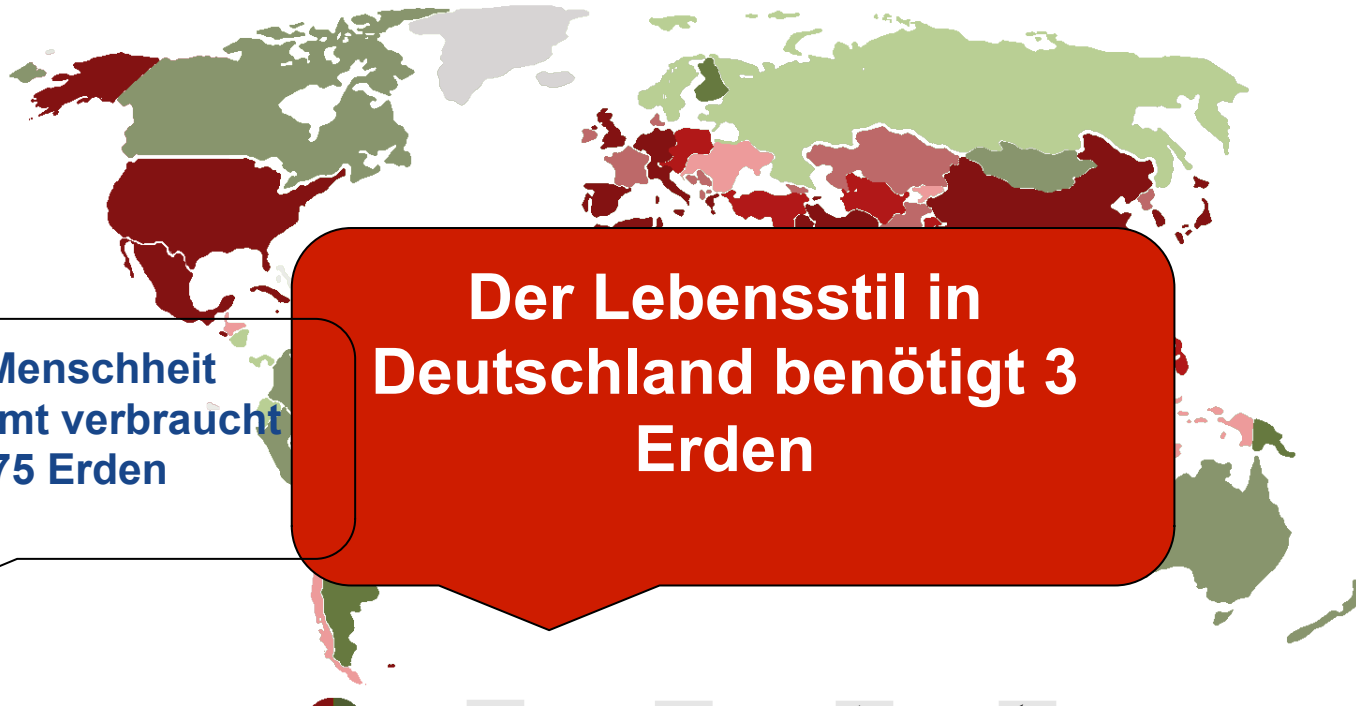 Der Lebensstil in
Deutschland benötigt 3
Erden
Menschheit
mt verbraucht
75 Erden